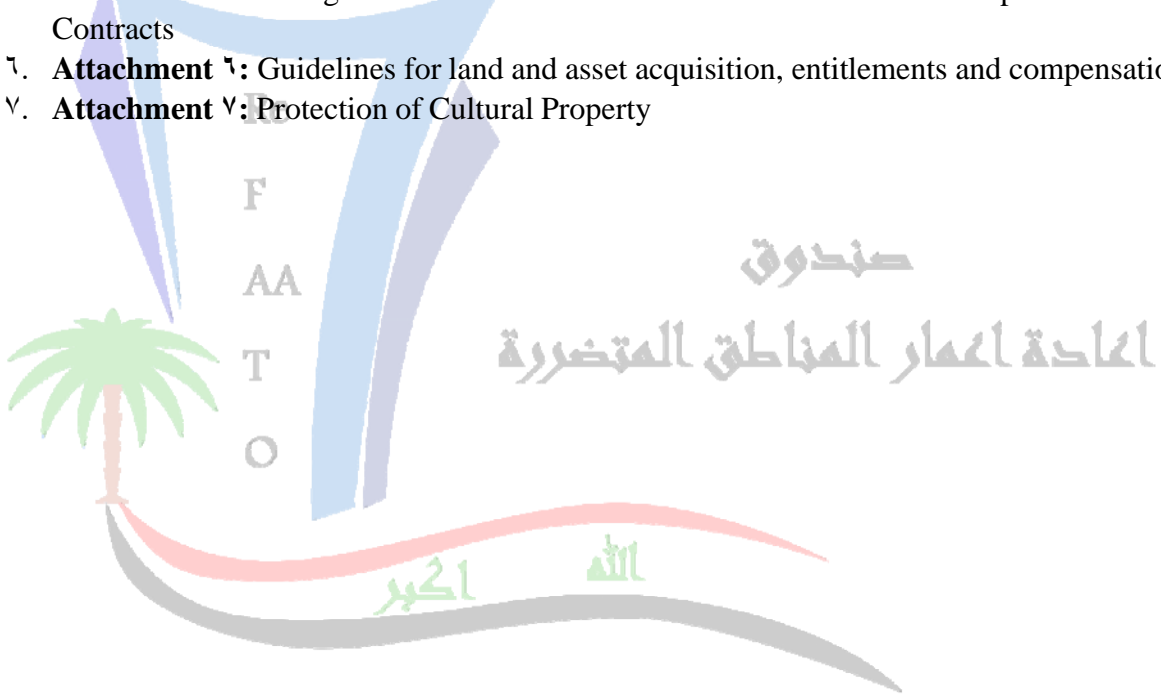 Contracts
٦. Attachment ٦: Guidelines for land and asset acquisition, entitlements and
٧. Attachment ٧: Protection of Cultural Property
F
AA
T
O
صندوق
اعادة اعمار المناطق المتضررة
الله
اكبر